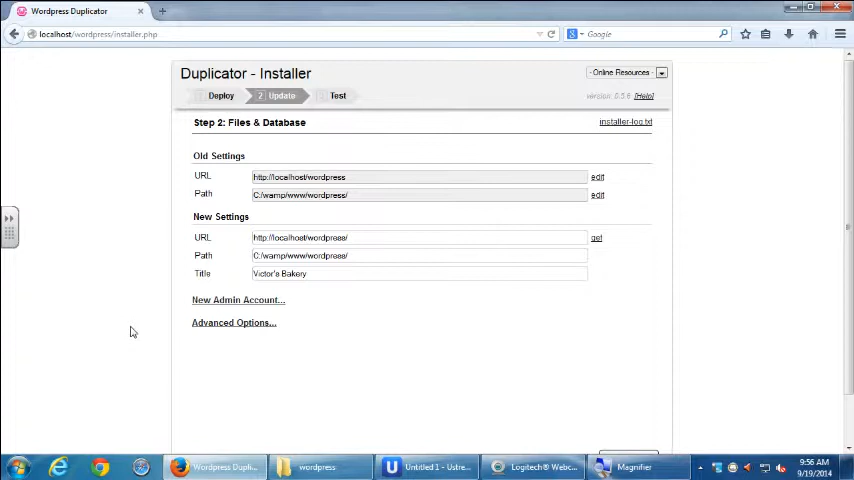 Wordpress Duplicator
localhost/wordpress/installer.php
Google
Duplicator - Installer
- Online Resources -
Deploy
2 Update
Test
version: 0.5.6 [Help]
Step 2: Files & Database
installer-log.txt
Old Settings
URL
http://localhost/wordpress
edit
Path
C:/wamp/www/wordpress/
edit
New Settings
URL
http://localhost/wordpress/
get
Path
C:/wamp/www/wordpress/
Title
Victor's Bakery
New Admin Account...
Advanced Options...
Wordpress Dupli...
wordpress
Untitled 1 - Ustre...
Logitech® Webc...
Magnifier
9:56 AM
9/19/2014